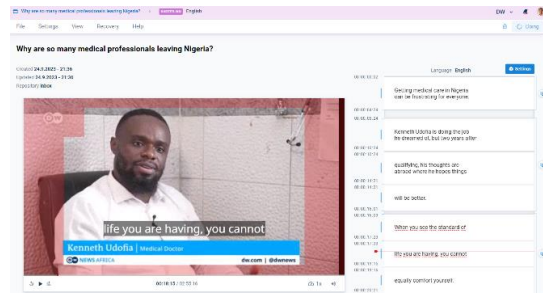 Why are so many medical professionals leaving Nigeria?
English
DW
File
Settings
View
Recovery
Help
Why are so many medical professionals leaving Nigeria?
Created 24.9.2023 - 21:36
Updated 24.9.2023 - 21:36
Repository Inbox
Language English
Settings
Getting medical care in Nigeria
can be frustrating for everyone.
Kenneth Udofia is doing the job
he dreamed of, but two years after
qualifying, his thoughts are
abroad where he hopes things
will be better.
When you see the standard of
life you are having, you cannot
equally comfort yourself.
life you are having, you cannot
Kenneth Udofia | Medical Doctor
DW NEWS AFRICA
dw.com | @dwnews
1x